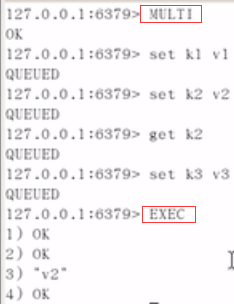 127.0.0.1:6379> MULTI
OK
127.0.0.1:6379> set k1 v1
QUEUED
127.0.0.1:6379> set k2 v2
QUEUED
127.0.0.1:6379> get k2
QUEUED
127.0.0.1:6379> set k3 v3
QUEUED
127.0.0.1:6379> EXEC
1) OK
2) OK
3) "v2"
4) OK